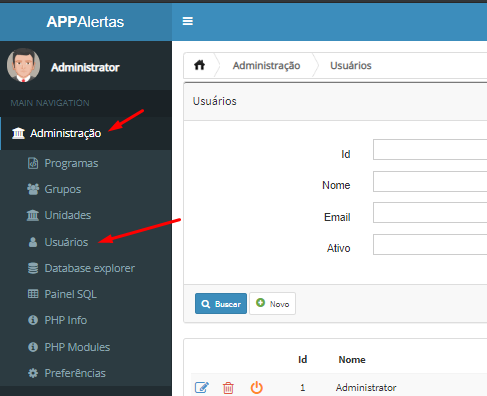 APPAlertas
Administrator
MAIN NAVIGATION
Administração
Programas
Grupos
Unidades
Usuários
Database explorer
Painel SQL
PHP Info
PHP Modules
Preferências
Administração Usuários
Usuários
Id
Nome
Email
Ativo
Buscar Novo
Id Nome
1 Administrator